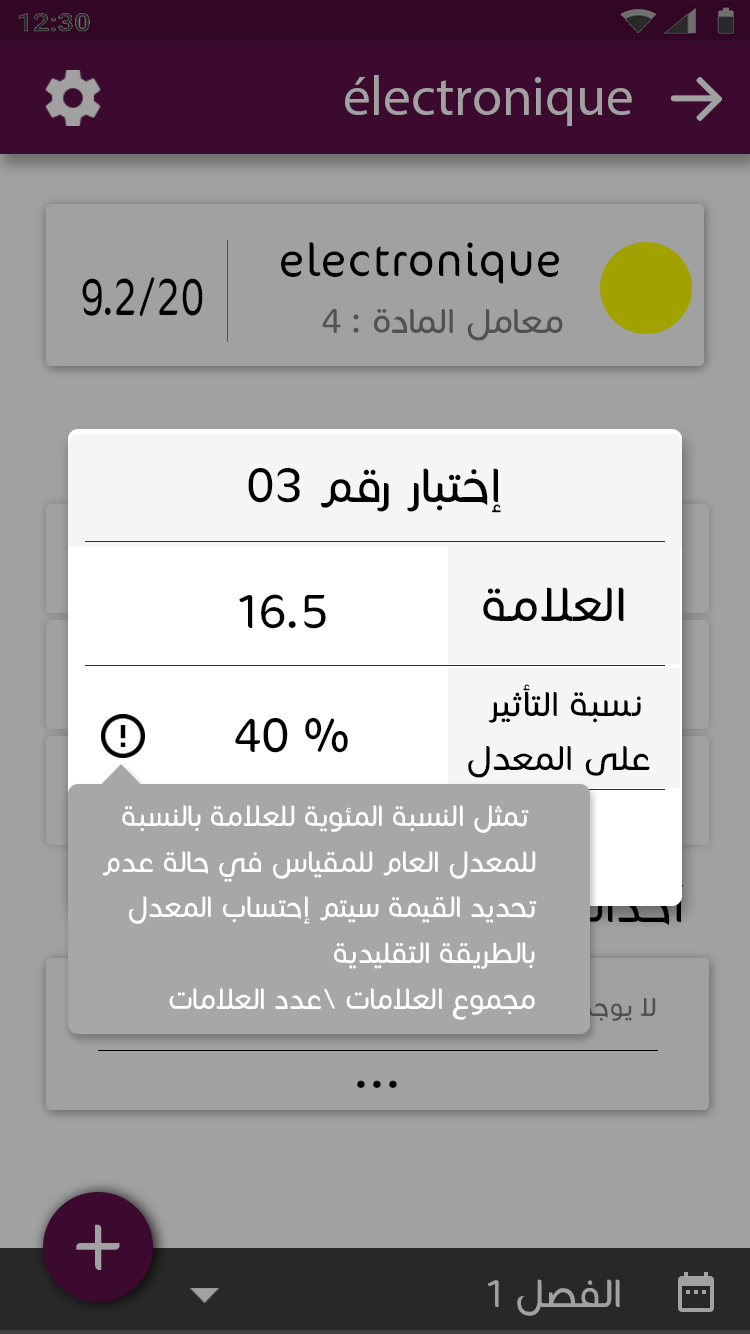 12:30
électronique
electronique
معامل المادة : 4
9.2/20
إختبار رقم 03
العلامة
16.5
نسبة التأثير
على المعدل
40 %
تمثل النسبة المئوية للعلامة بالنسبة
للمعدل العام للمقياس في حالة عدم
تحديد القيمة سيتم إحتساب المعدل
بالطريقة التقليدية
مجموع العلامات \عدد العلامات
لا يوجد
...
الفصل 1